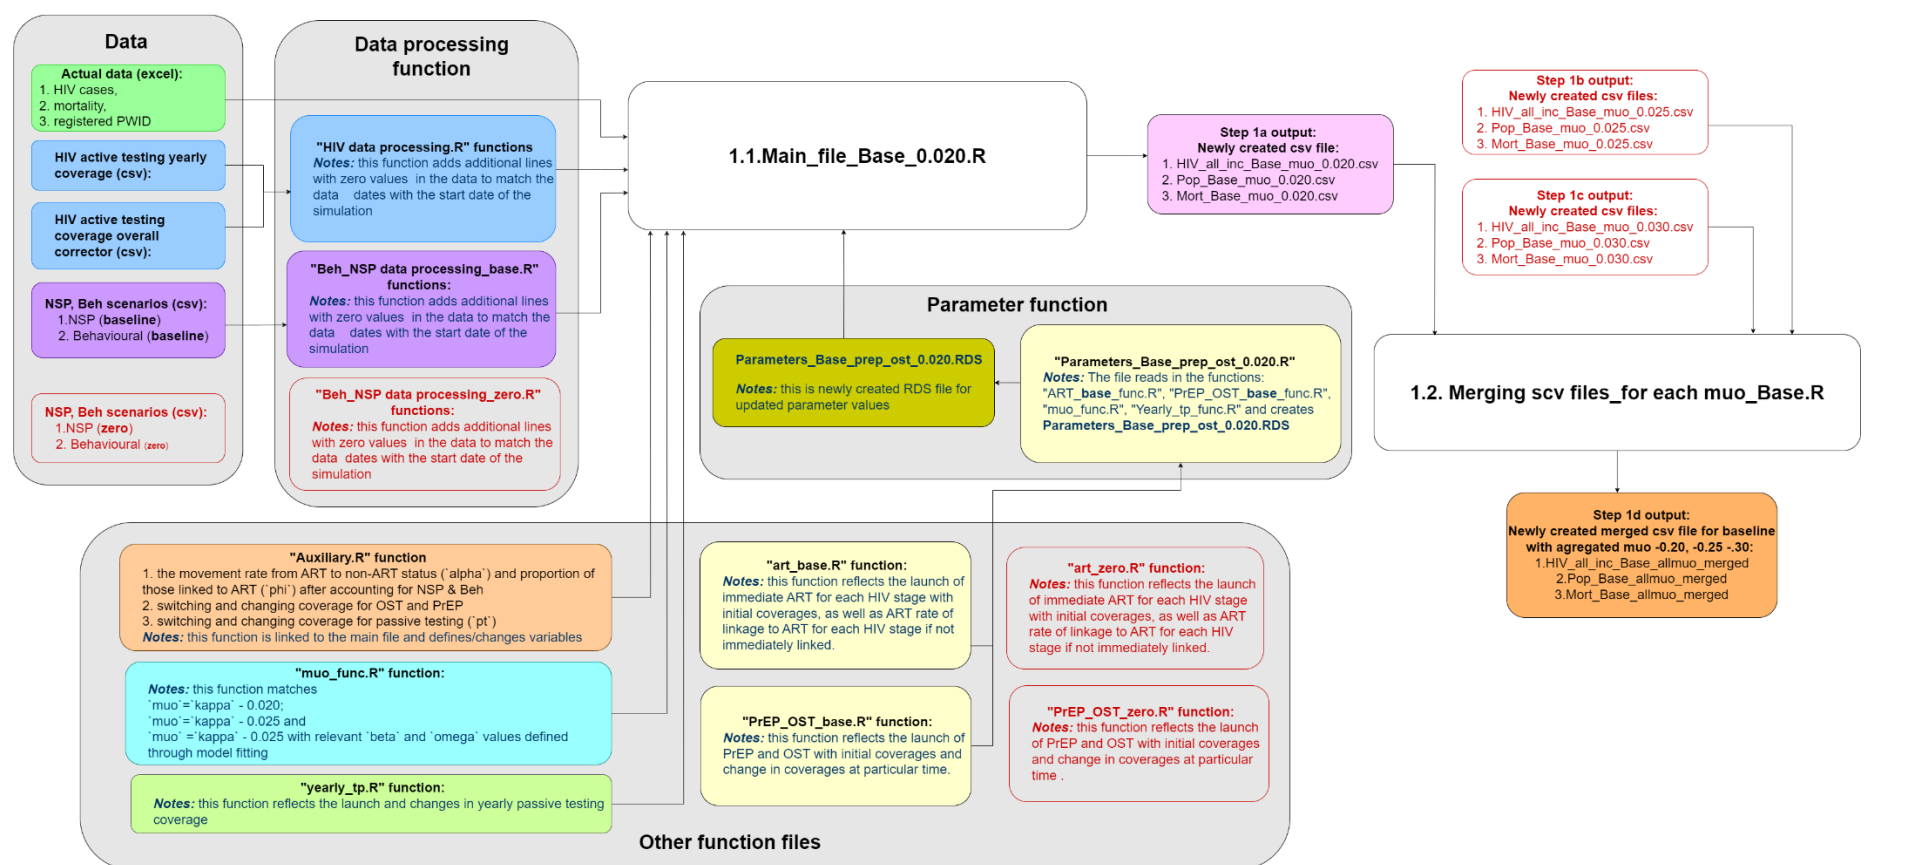 Data
Actual data (excel):
1. HIV cases,
2. mortality,
3. registered PWID
HIV active testing yearly
coverage (csv):
HIV active testing
coverage overall
corrector (csv):
NSP, Beh scenarios (csv):
1.NSP (baseline)
2. Behavioural (baseline)
NSP, Beh scenarios (csv):
1.NSP (zero)
2. Behavioural (zero)
Data processing
function
"HIV data processing.R" functions
Notes: this function adds additional lines
with zero values in the data to match the
data dates with the start date of the
simulation
"Beh_NSP data processing_base.R"
functions:
Notes: this function adds additional lines
with zero values in the data to match the
data dates with the start date of the
simulation
"Beh_NSP data processing_zero.R"
functions:
Notes: this function adds additional lines
with zero values in the data to match the
data dates with the start date of the
simulation
1.1.Main_file_Base_0.020.R
Step 1a output:
Newly created csv file:
1. HIV_all_inc_Base_muo_0.020.csv
2. Pop_Base_muo_0.020.csv
3. Mort_Base_muo_0.020.csv
Step 1b output:
Newly created csv files:
1. HIV_all_inc_Base_muo_0.025.csv
2. Pop_Base_muo_0.025.csv
3. Mort_Base_muo_0.025.csv
Step 1c output:
Newly created csv files:
1. HIV_all_inc_Base_muo_0.030.csv
2. Pop_Base_muo_0.030.csv
3. Mort_Base_muo_0.030.csv
Parameter function
Parameters_Base_prep_ost_0.020.RDS
Notes: this is newly created RDS file for
updated parameter values
"Parameters_Base_prep_ost_0.020.R"
Notes: The file reads in the functions:
"ART_base_func.R", "PrEP_OST_base_func.R",
"muo_func.R", "Yearly_tp_func.R" and creates
Parameters_Base_prep_ost_0.020.RDS
1.2. Merging scv files_for each muo_Base.R
Step 1d output:
Newly created merged csv file for baseline
with agregated muo -0.20, -0.25 -.30:
1.HIV_all_inc_Base_allmuo_merged
2.Pop_Base_allmuo_merged
3.Mort_Base_allmuo_merged
"Auxiliary.R" function
1. the movement rate from ART to non-ART status (`alpha`) and proportion of
those linked to ART (`phi`) after accounting for NSP & Beh
2. switching and changing coverage for OST and PrEP
3. switching and changing coverage for passive testing (`pt`)
Notes: this function is linked to the main file and defines/changes variables
"muo_func.R" function:
Notes: this function matches
`muo`=`kappa` - 0.020;
`muo`=`kappa` - 0.025 and
`muo` =`kappa` - 0.025 with relevant `beta` and `omega` values defined
through model fitting
"yearly_tp.R" function:
Notes: this function reflects the launch and changes in yearly passive testing
coverage
"art_base.R" function:
Notes: this function reflects the launch of
immediate ART for each HIV stage with
initial coverages, as well as ART rate of
linkage to ART for each HIV stage if not
immediately linked.
"PrEP_OST_base.R" function:
Notes: this function reflects the launch of
PrEP and OST with initial coverages and
change in coverages at particular time.
"art_zero.R" function:
Notes: this function reflects the launch
of immediate ART for each HIV stage
with initial coverages, as well as ART
rate of linkage to ART for each HIV
stage if not immediately linked.
"PrEP_OST_zero.R" function:
Notes: this function reflects the launch
of PrEP and OST with initial coverages
and change in coverages at particular
time .
Other function files